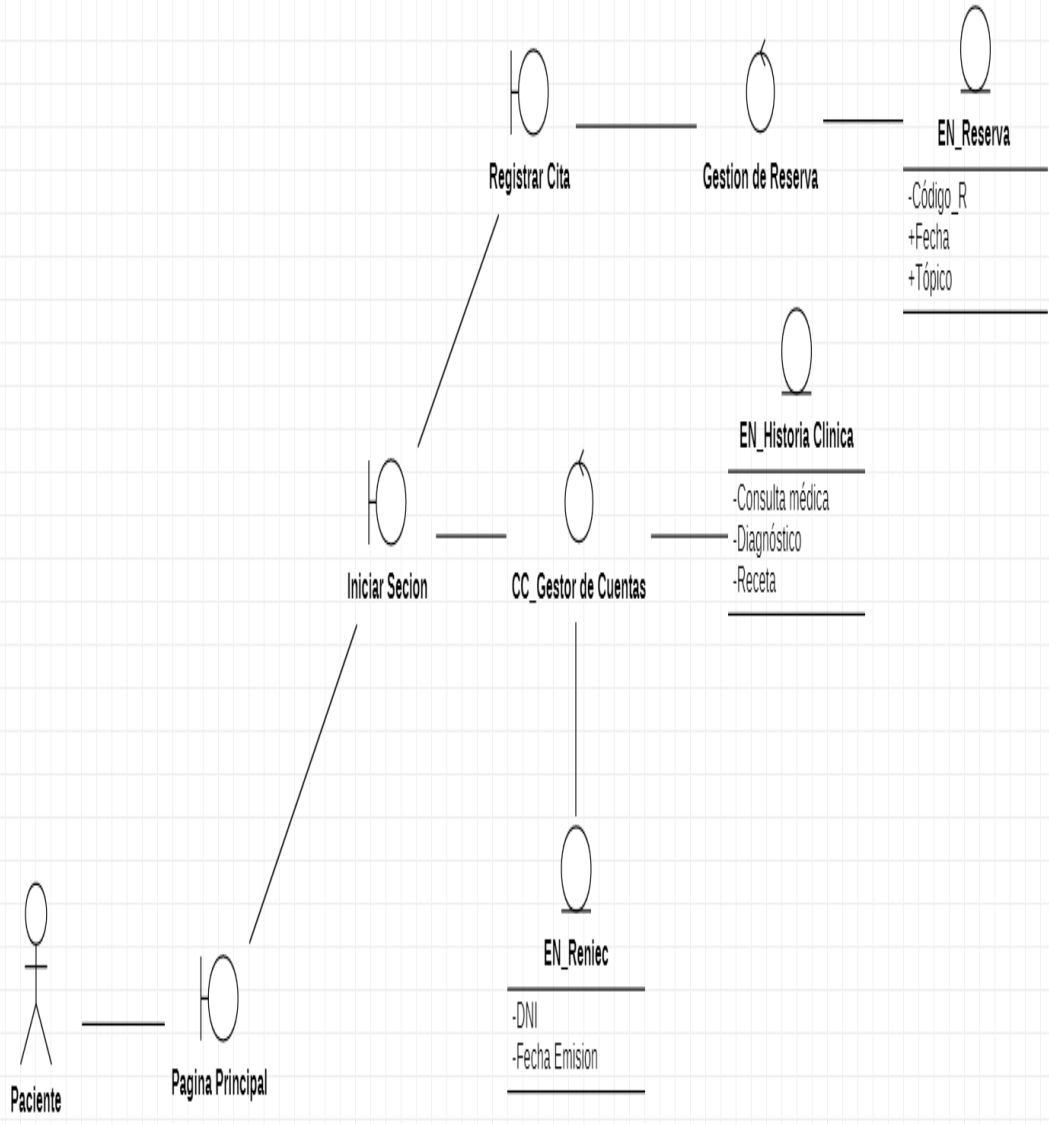 EN_Reserva
Registrar Cita
Gestion de Reserva
-Código_R
+Fecha
+Tópico
EN_Historia Clinica
-Consulta médica
-Diagnóstico
-Receta
Iniciar Secion
CC_Gestor de Cuentas
EN_Reniec
-DNI
-Fecha Emision
Pagina Principal
Paciente